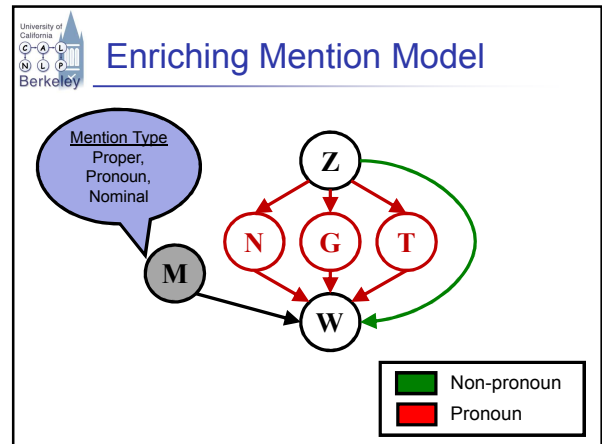 University of
California
C A L
N L P
Berkeley
Enriching Mention Model
Mention Type
Proper,
Pronoun,
Nominal
Z
N G T
M
W
Non-pronoun
Pronoun